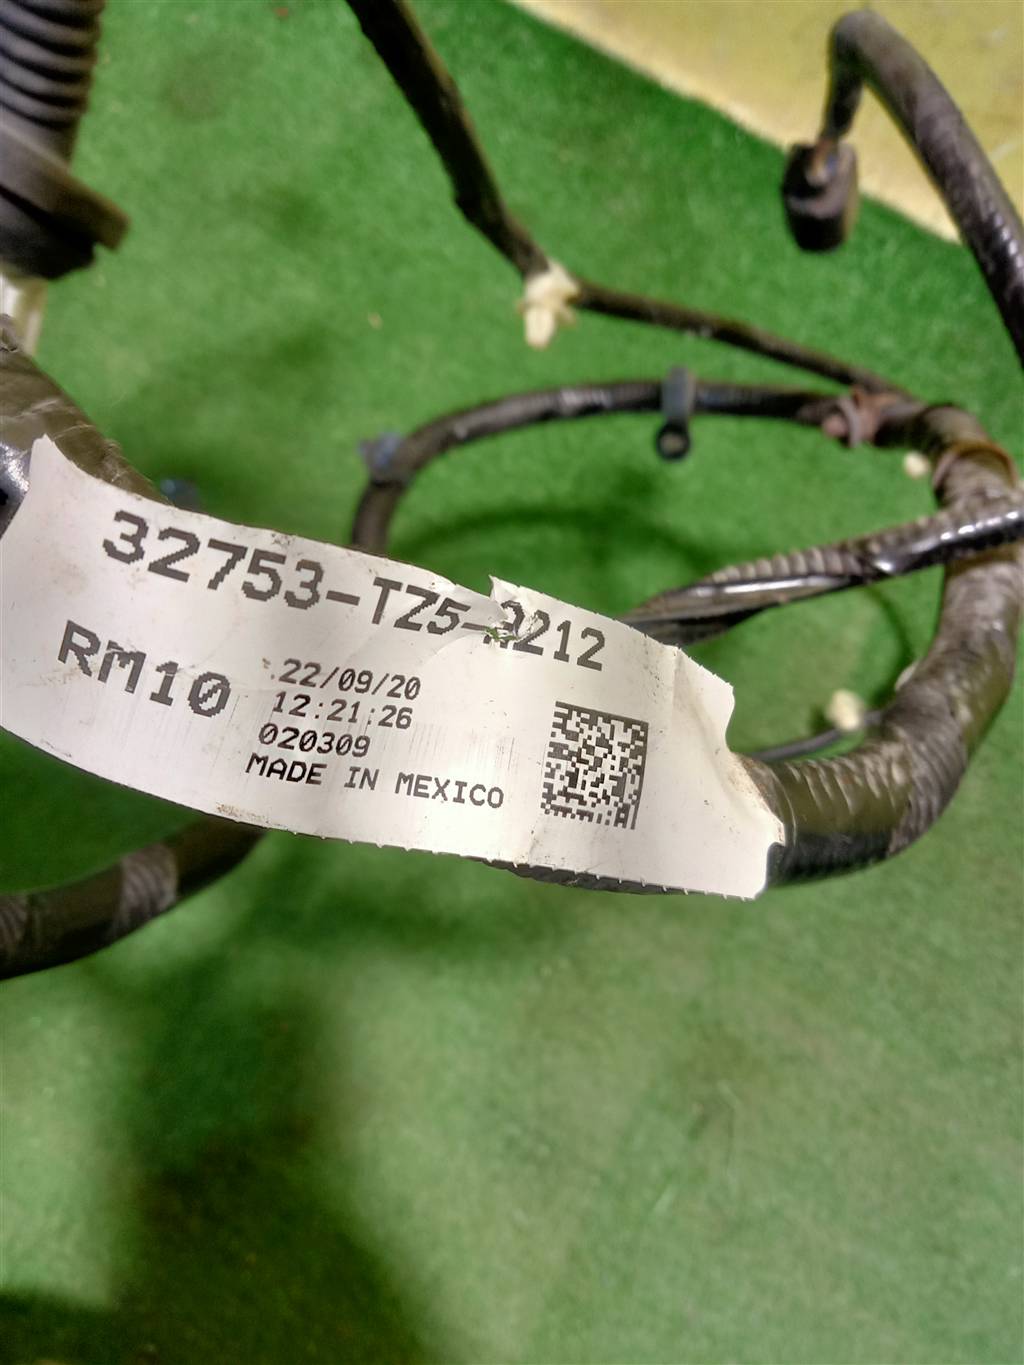 32753-TZ5-A212
RM10
22/09/20
12:21:26
020309
MADE IN MEXICO